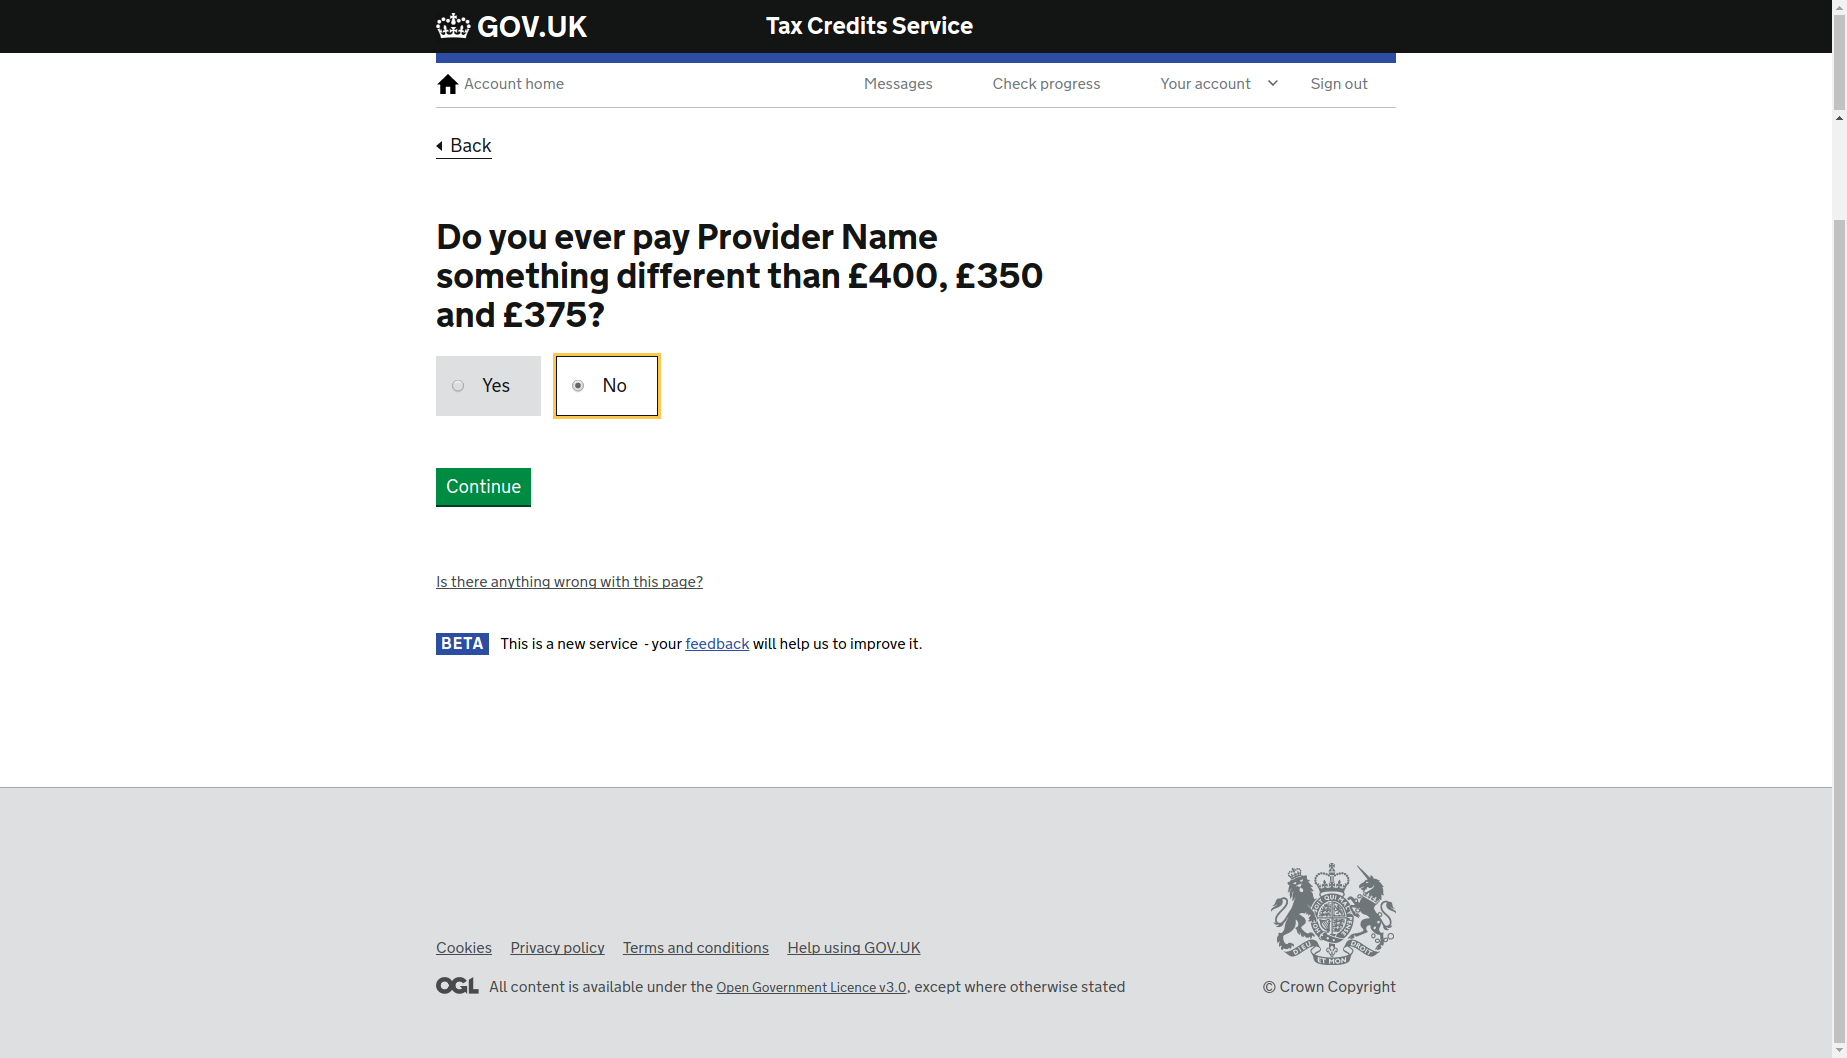 GOV.UK
Tax Credits Service
Account home
Messages
Check progress
Your account
Sign out
Back
Do you ever pay Provider Name
something different than £400, £350
and £375?
Yes
No
Continue
Is there anything wrong with this page?
BETA This is a new service - your feedback will help us to improve it.
Cookies
Privacy policy
Terms and conditions
Help using GOV.UK
OGL All content is available under the Open Government Licence v3.0, except where otherwise stated
DIEU ET MON DROIT
© Crown Copyright